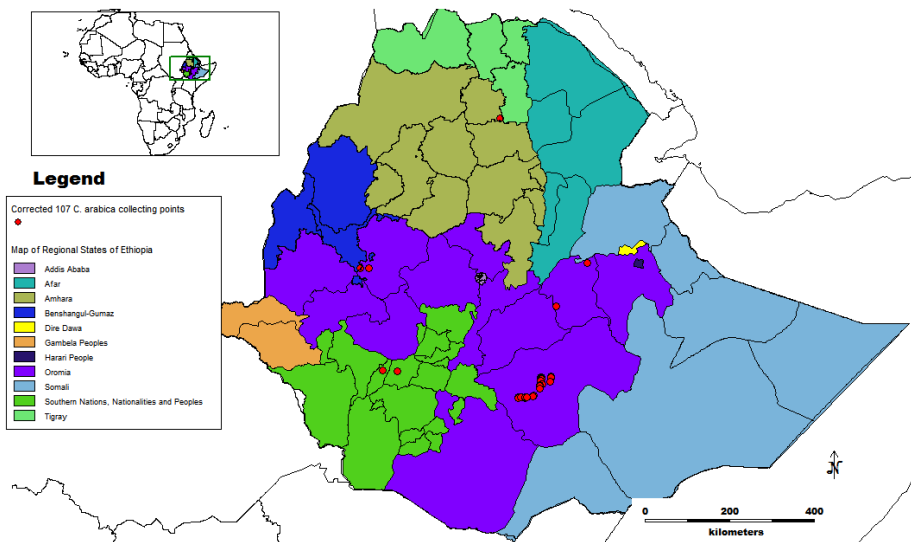 Legend
Corrected 107 C. arabica collecting points
Map of Regional States of Ethiopia
Addis Ababa
Afar
Amhara
Benshangul-Gumaz
Dire Dawa
Gambela Peoples
Harari People
Oromia
Somali
Southern Nations, Nationalities and Peoples
Tigray
N
0 200 400
kilometers